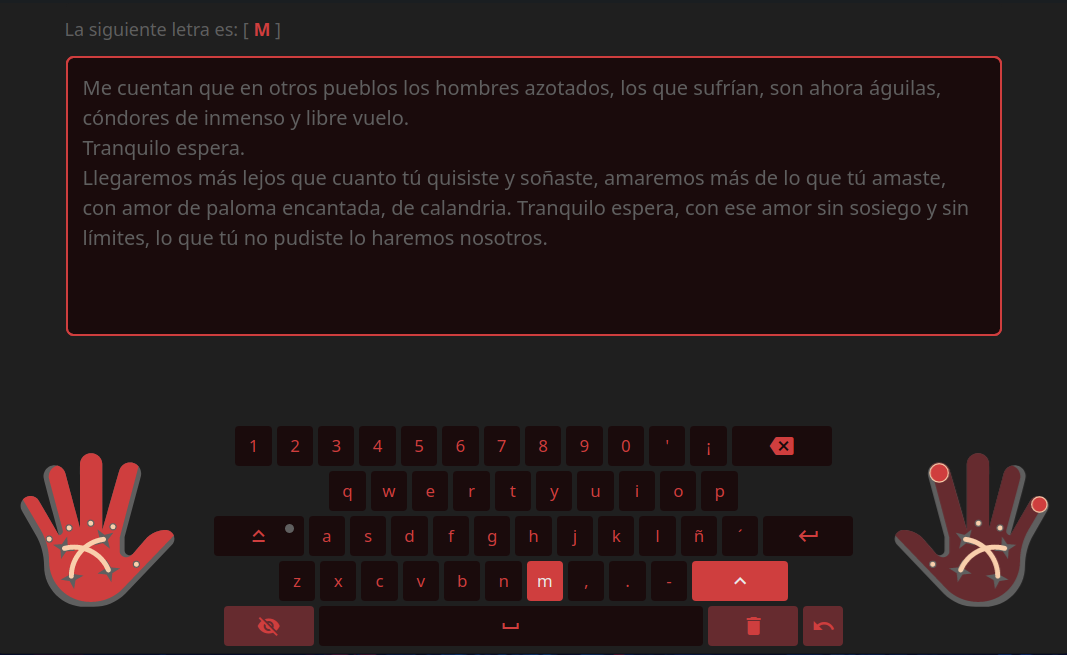 La siguiente letra es: [ M ]
Me cuentan que en otros pueblos los hombres azotados, los que sufrían, son ahora águilas,
cóndores de inmenso y libre vuelo.
Tranquilo espera.
Llegaremos más lejos que cuanto tú quisiste y soñaste, amaremos más de lo que tú amaste,
con amor de paloma encantada, de calandria. Tranquilo espera, con ese amor sin sosiego y sin
límites, lo que tú no pudiste lo haremos nosotros.
1 2 3 4 5 6 7 8 9 0 ' ¡
q w e r t y u i o p
a s d f g h j k l ñ ´
z x c v b n m , . -